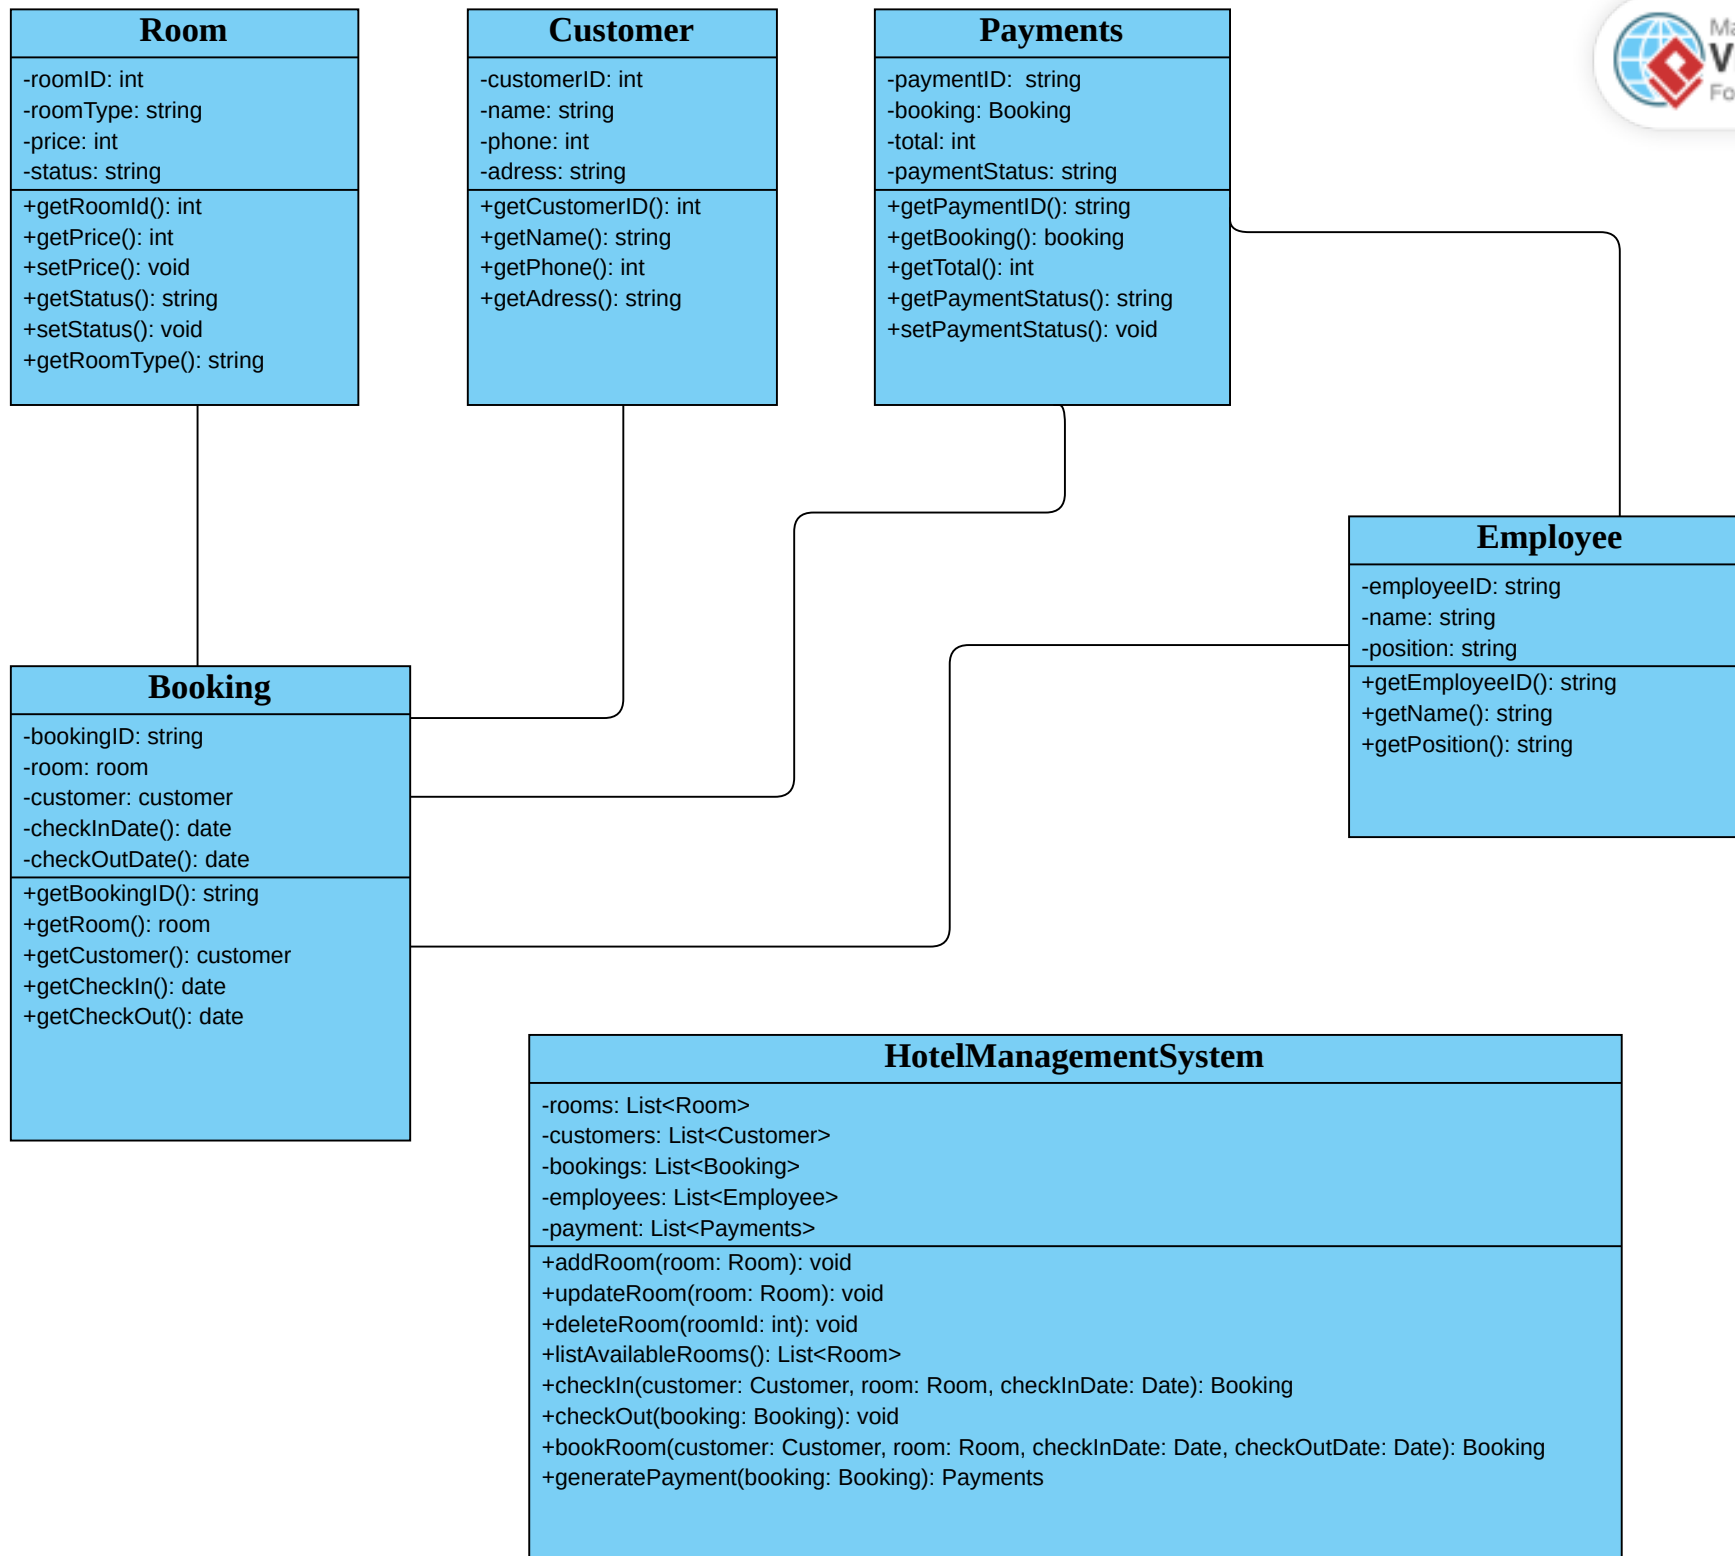 Room
-roomID: int
-roomType: string
-price: int
-status: string
+getRoomId(): int
+getPrice(): int
+setPrice(): void
+getStatus(): string
+setStatus(): void
+getRoomType(): string
Customer
-customerID: int
-name: string
-phone: int
-adress: string
+getCustomerID(): int
+getName(): string
+getPhone(): int
+getAdress(): string
Payments
-paymentID:  string
-booking: Booking
-total: int
-paymentStatus: string
+getPaymentID(): string
+getBooking(): booking
+getTotal(): int
+getPaymentStatus(): string
+setPaymentStatus(): void
Employee
-employeeID: string
-name: string
-position: string
+getEmployeeID(): string
+getName(): string
+getPosition(): string
Booking
-bookingID: string
-room: room
-customer: customer
-checkInDate(): date
-checkOutDate(): date
+getBookingID(): string
+getRoom(): room
+getCustomer(): customer
+getCheckIn(): date
+getCheckOut(): date
HotelManagementSystem
-rooms: List<Room>
-customers: List<Customer>
-bookings: List<Booking>
-employees: List<Employee>
-payment: List<Payments>
+addRoom(room: Room): void
+updateRoom(room: Room): void
+deleteRoom(roomId: int): void
+listAvailableRooms(): List<Room>
+checkIn(customer: Customer, room: Room, checkInDate: Date): Booking
+checkOut(booking: Booking): void
+bookRoom(customer: Customer, room: Room, checkInDate: Date, checkOutDate: Date): Booking
+generatePayment(booking: Booking): Payments